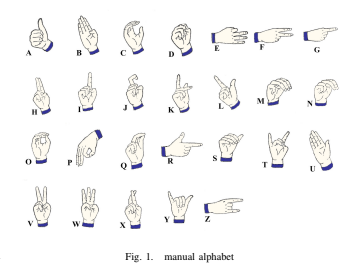 A B C D E F G
H I J K L M N
O P Q R S T U
V W X Y Z
Fig. 1. manual alphabet